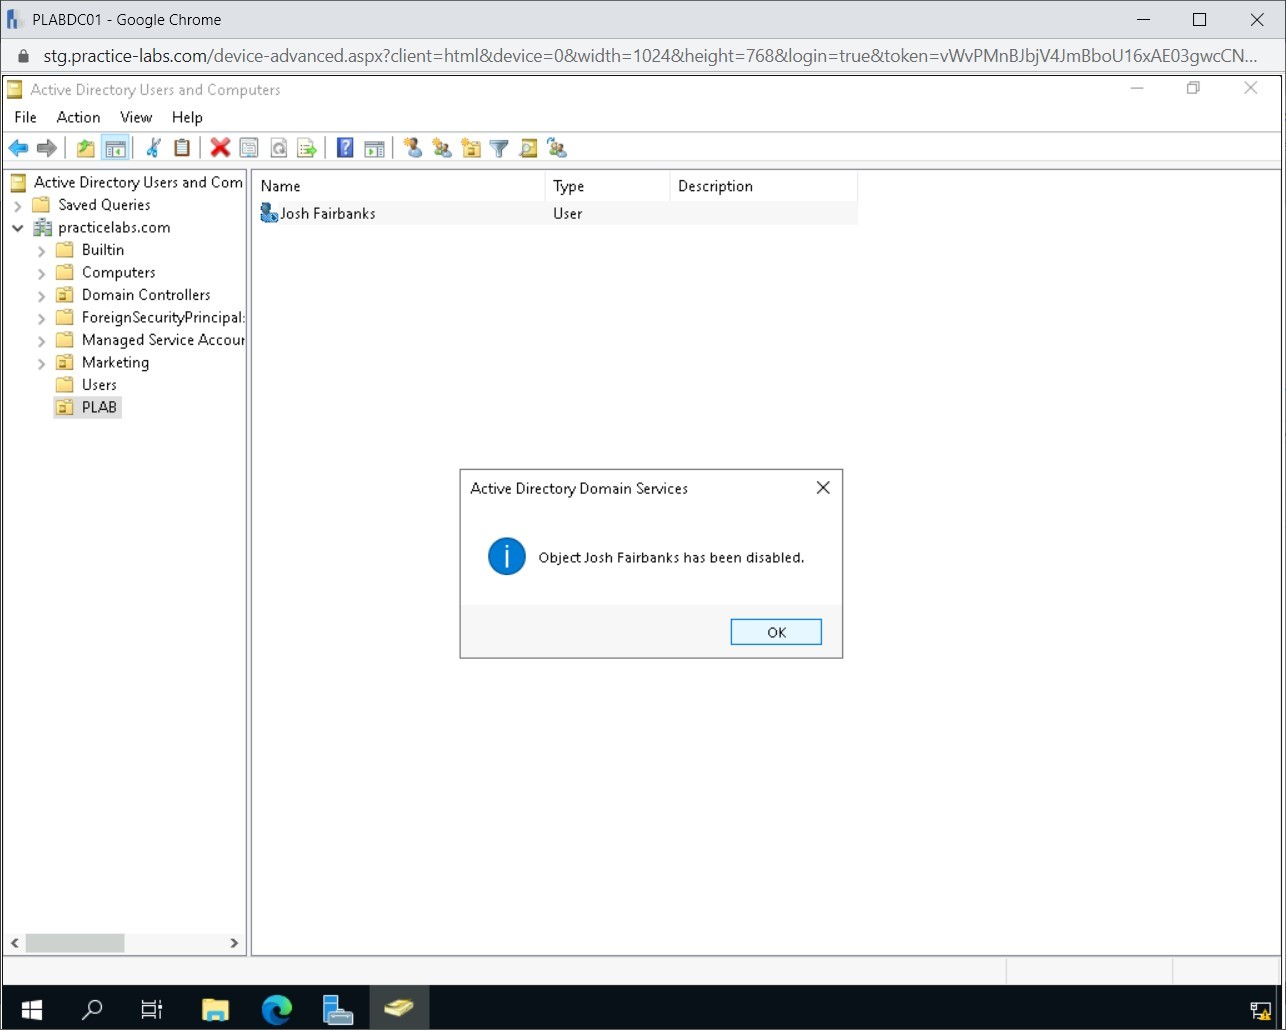 PLABDC01 - Google Chrome
stg.practice-labs.com/device-advanced.aspx?client=html&device=0&width=1024&height=768&login=true&token=vWvPMnBJbjV4JmBboU16xAE03gwcCN...
Active Directory Users and Computers
File Action View Help
Active Directory Users and Com
Saved Queries
practicelabs.com
Builtin
Computers
Domain Controllers
ForeignSecurityPrincipal:
Managed Service Accour
Marketing
Users
PLAB
Name Type Description
Josh Fairbanks User
Active Directory Domain Services
Object Josh Fairbanks has been disabled.
OK